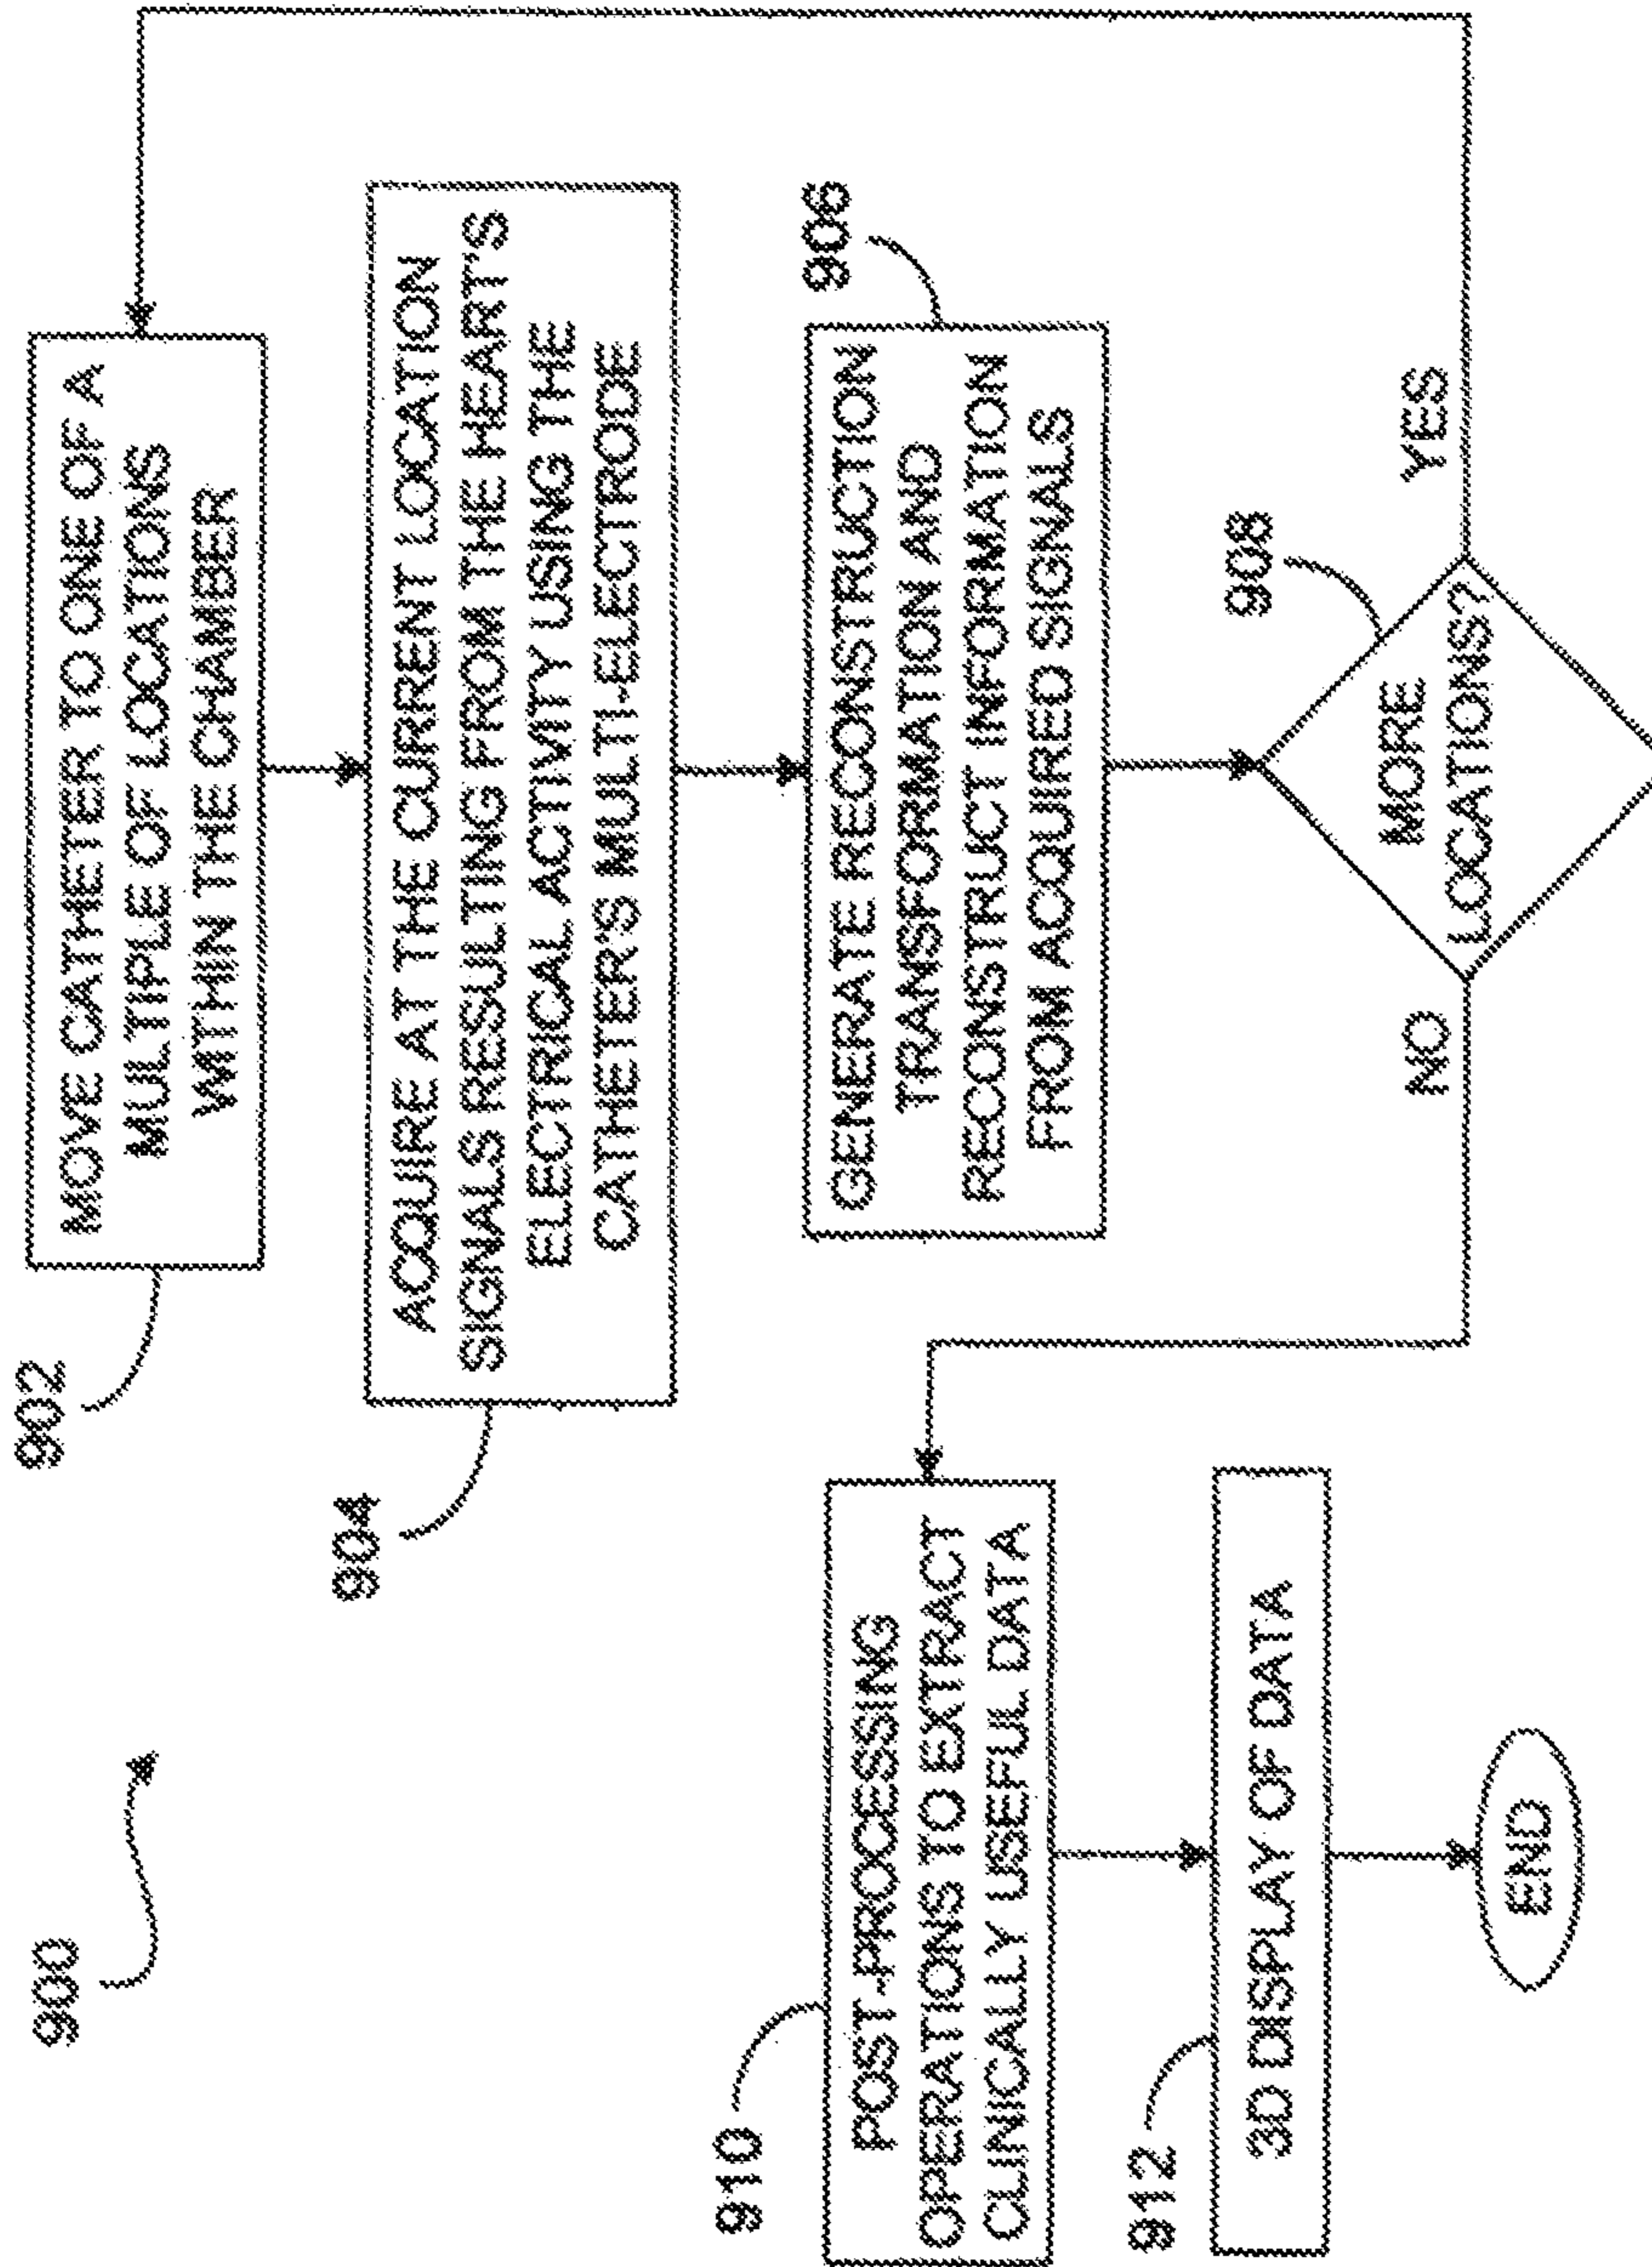 900
902
MOVE CATHETER TO ONE OF A
MULTIPLE OF LOCATIONS
WITHIN THE CHAMBER
904
ACQUIRE AT THE CURRENT LOCATION
SIGNALS RESULTING FROM THE HEART'S
ELECTRICAL ACTIVITY USING THE
CATHETER'S MULTI-ELECTRODE
906
GENERATE RECONSTRUCTION
TRANSFORMATION AND
RECONSTRUCT INFORMATION
FROM ACQUIRED SIGNALS
908
MORE
LOCATIONS?
YES
NO
910
POST-PROCESSING
OPERATIONS TO EXTRACT
CLINICALLY USEFUL DATA
912
3D DISPLAY OF DATA
END